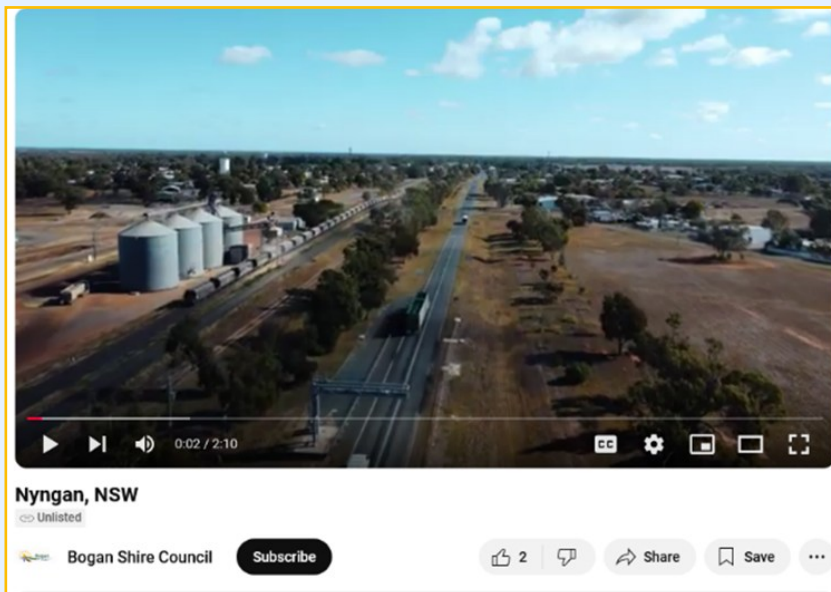 0:02 / 2:10
CC
Nyngan, NSW
Unlisted
Bogan Shire Council
Subscribe
2
Share
Save